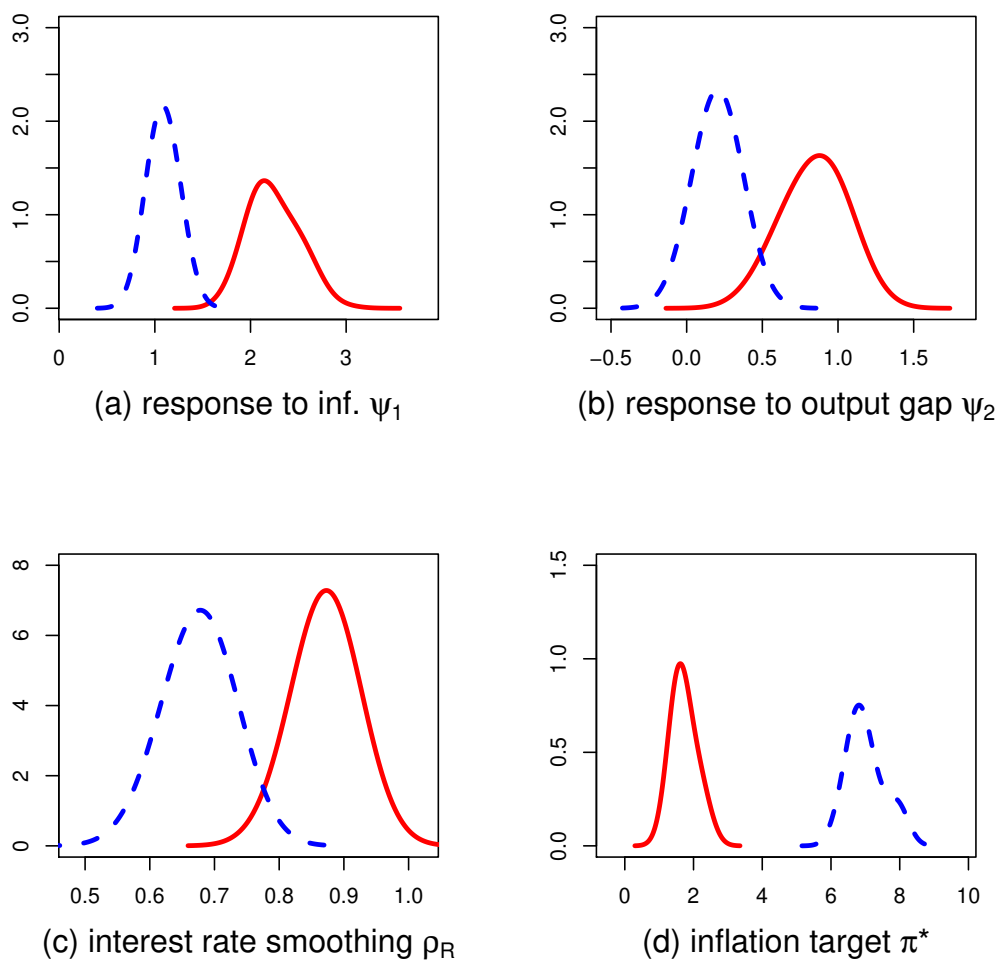 0.0 1.0 2.0 3.0
0 1 2 3
(a) response to inf. ψ1
0.0 1.0 2.0 3.0
−0.5 0.0 0.5 1.0 1.5
(b) response to output gap ψ2
0 2 4 6 8
0.5 0.6 0.7 0.8 0.9 1.0
(c) interest rate smoothing ρR
0.0 0.5 1.0 1.5
0 2 4 6 8 10
(d) inflation target π*